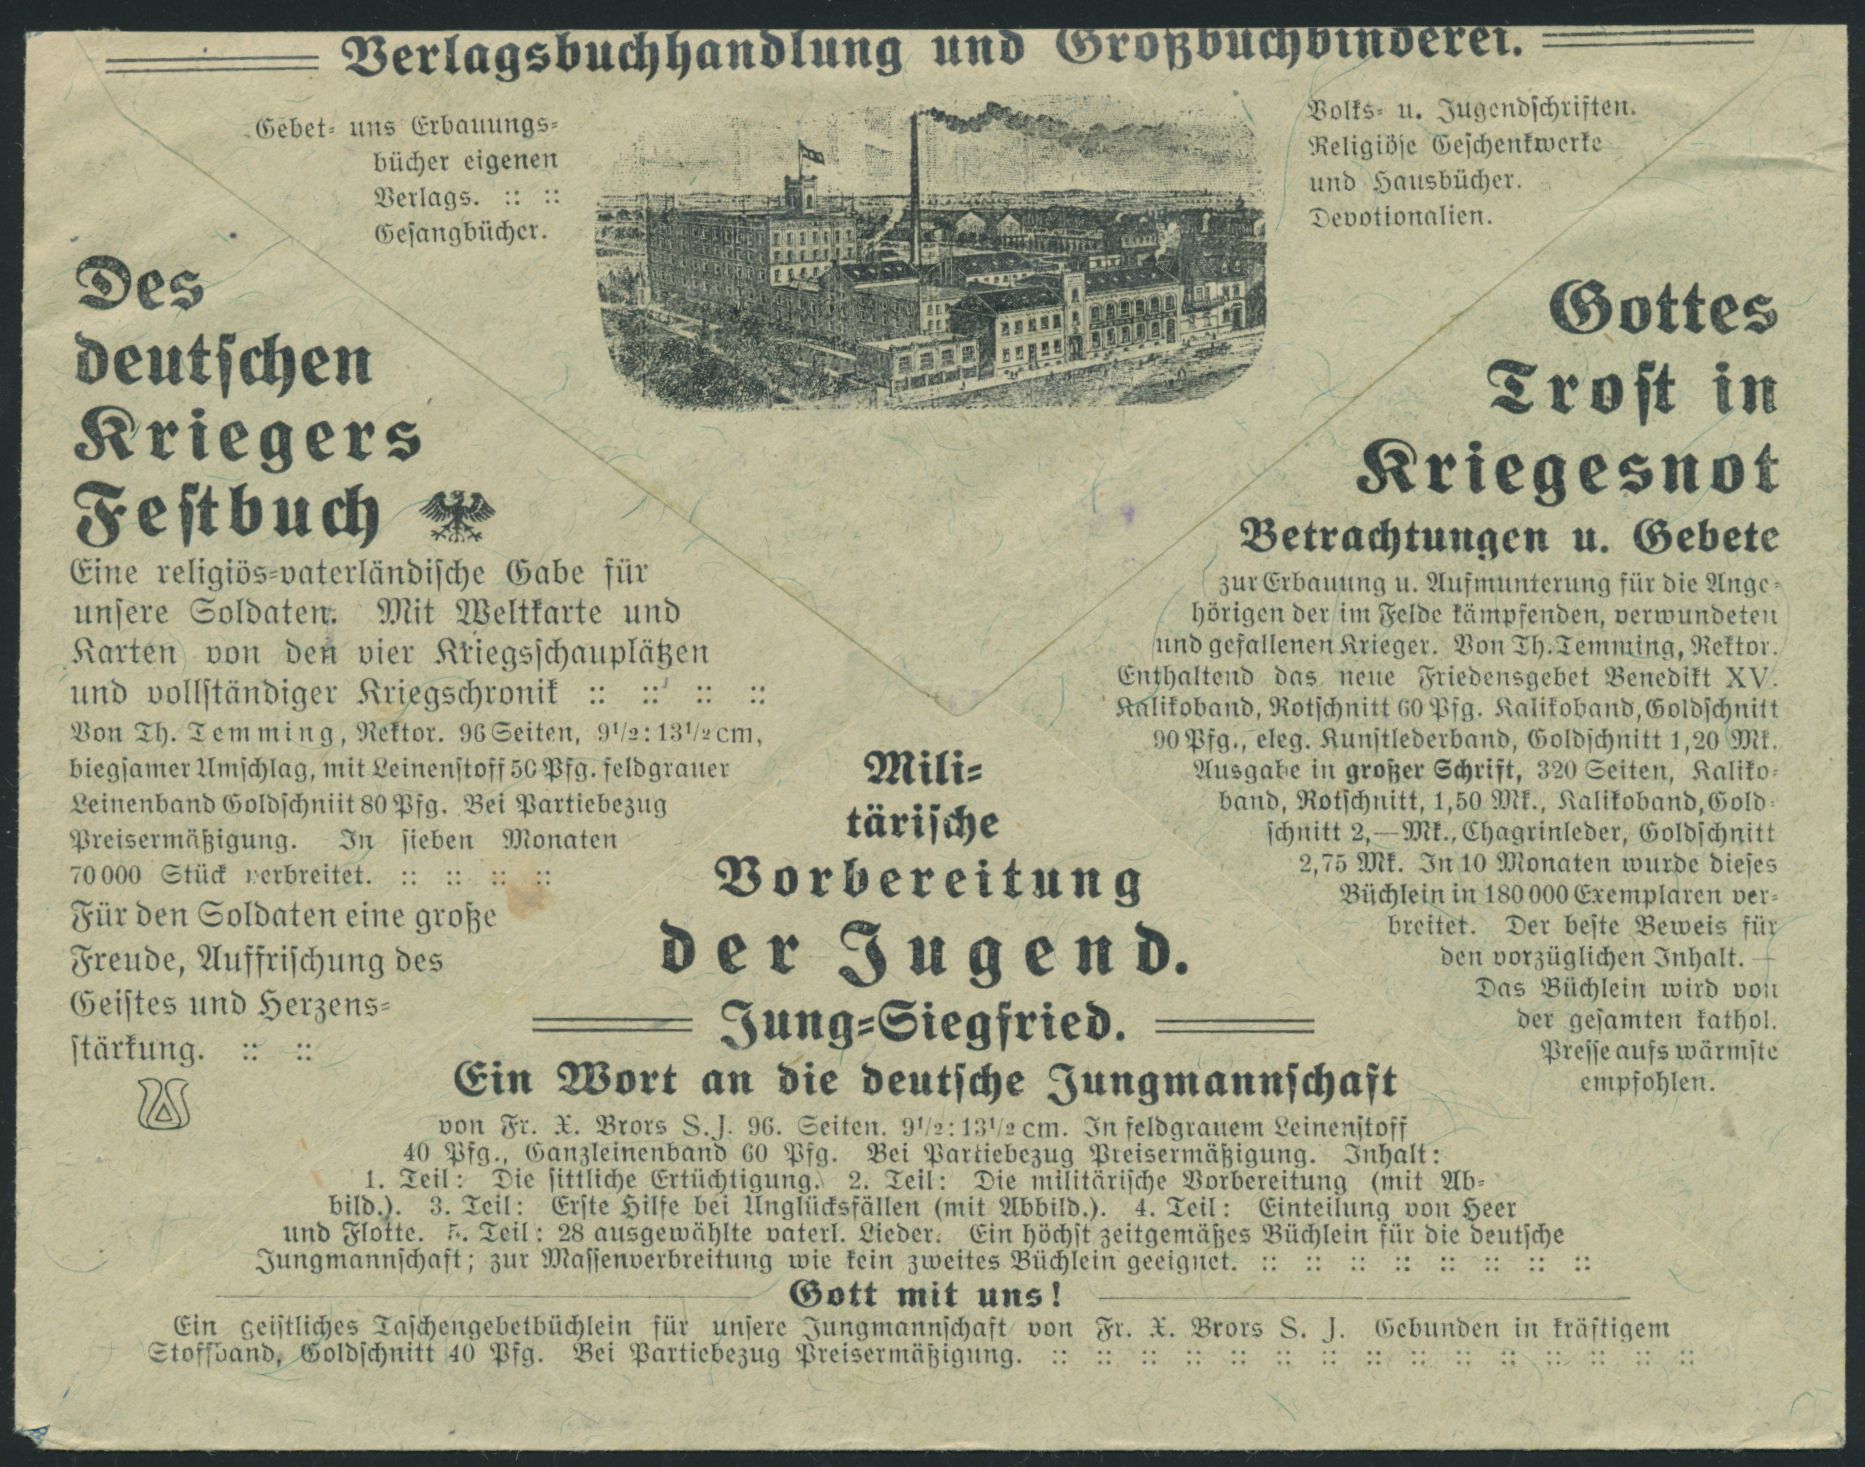 Verlagsbuchhandlung und Großbuchbinderei.
Gebet- uns Erbauungs-
bücher eigenen
Verlags. :: ::
Gesangbücher.
Volks- u. Jugendschriften.
Religiöse Geschenkwerke
und Hausbücher.
Devotionalien.
Des
deutschen
Kriegers
Festbuch
Eine religiös-vaterländische Gabe für
unsere Soldaten. Mit Weltkarte und
Karten von den vier Kriegsschauplätzen
und vollständiger Kriegschronik :: :: :: ::
Von Th. Temming, Rektor. 96 Seiten, 9½:13½ cm,
biegsamer Umschlag, mit Leinenstoff 50 Pfg. feldgrauer
Leinenband Goldschniit 80 Pfg. Bei Partiebezug
Preisermäßigung. In sieben Monaten
70000 Stück verbreitet. :: :: :: ::
Für den Soldaten eine große
Freude, Auffrischung des
Geistes und Herzens-
stärkung. :: ::
Gottes
Trost in
Kriegesnot
Betrachtungen u. Gebete
zur Erbauung u. Aufmunterung für die Ange-
hörigen der im Felde kämpfenden, verwundeten
und gefallenen Krieger. Von Th. Temming, Rektor.
Enthaltend das neue Friedensgebet Benedikt XV.
Kalikoband, Rotschnitt 60 Pfg. Kalikoband, Goldschnitt
90 Pfg., eleg. Kunstlederband, Goldschnitt 1,20 Mk.
Ausgabe in großer Schrift, 320 Seiten, Kaliko-
band, Rotschnitt, 1,50 Mk., Kalikoband, Gold-
schnitt 2,— Mk., Chagrinleder, Goldschnitt
2,75 Mk. In 10 Monaten wurde dieses
Büchlein in 180000 Exemplaren ver-
breitet. Der beste Beweis für
den vorzüglichen Inhalt. —
Das Büchlein wird von
der gesamten kathol.
Presse aufs wärmste
empfohlen.
Mili-
tärische
Vorbereitung
der Jugend.
Jung-Siegfried.
Ein Wort an die deutsche Jungmannschaft
von Fr. X. Brors S.J. 96. Seiten. 9½:13½ cm. In feldgrauem Leinenstoff
40 Pfg., Ganzleinenband 60 Pfg. Bei Partiebezug Preisermäßigung. Inhalt:
1. Teil: Die sittliche Ertüchtigung. 2. Teil: Die militärische Vorbereitung (mit Ab-
bild.). 3. Teil: Erste Hilfe bei Unglücksfällen (mit Abbild.). 4. Teil: Einteilung von Heer
und Flotte. 5. Teil: 28 ausgewählte vaterl. Lieder. Ein höchst zeitgemäßes Büchlein für die deutsche
Jungmannschaft; zur Massenverbreitung wie kein zweites Büchlein geeignet. :: :: :: :: :: :: :: ::
Gott mit uns!
Ein geistliches Taschengebetbüchlein für unsere Jungmannschaft von Fr. X. Brors S. J. Gebunden in kräftigem
Stoffband, Goldschnitt 40 Pfg. Bei Partiebezug Preisermäßigung. :: :: :: :: :: :: :: :: :: :: :: :: :: :: ::